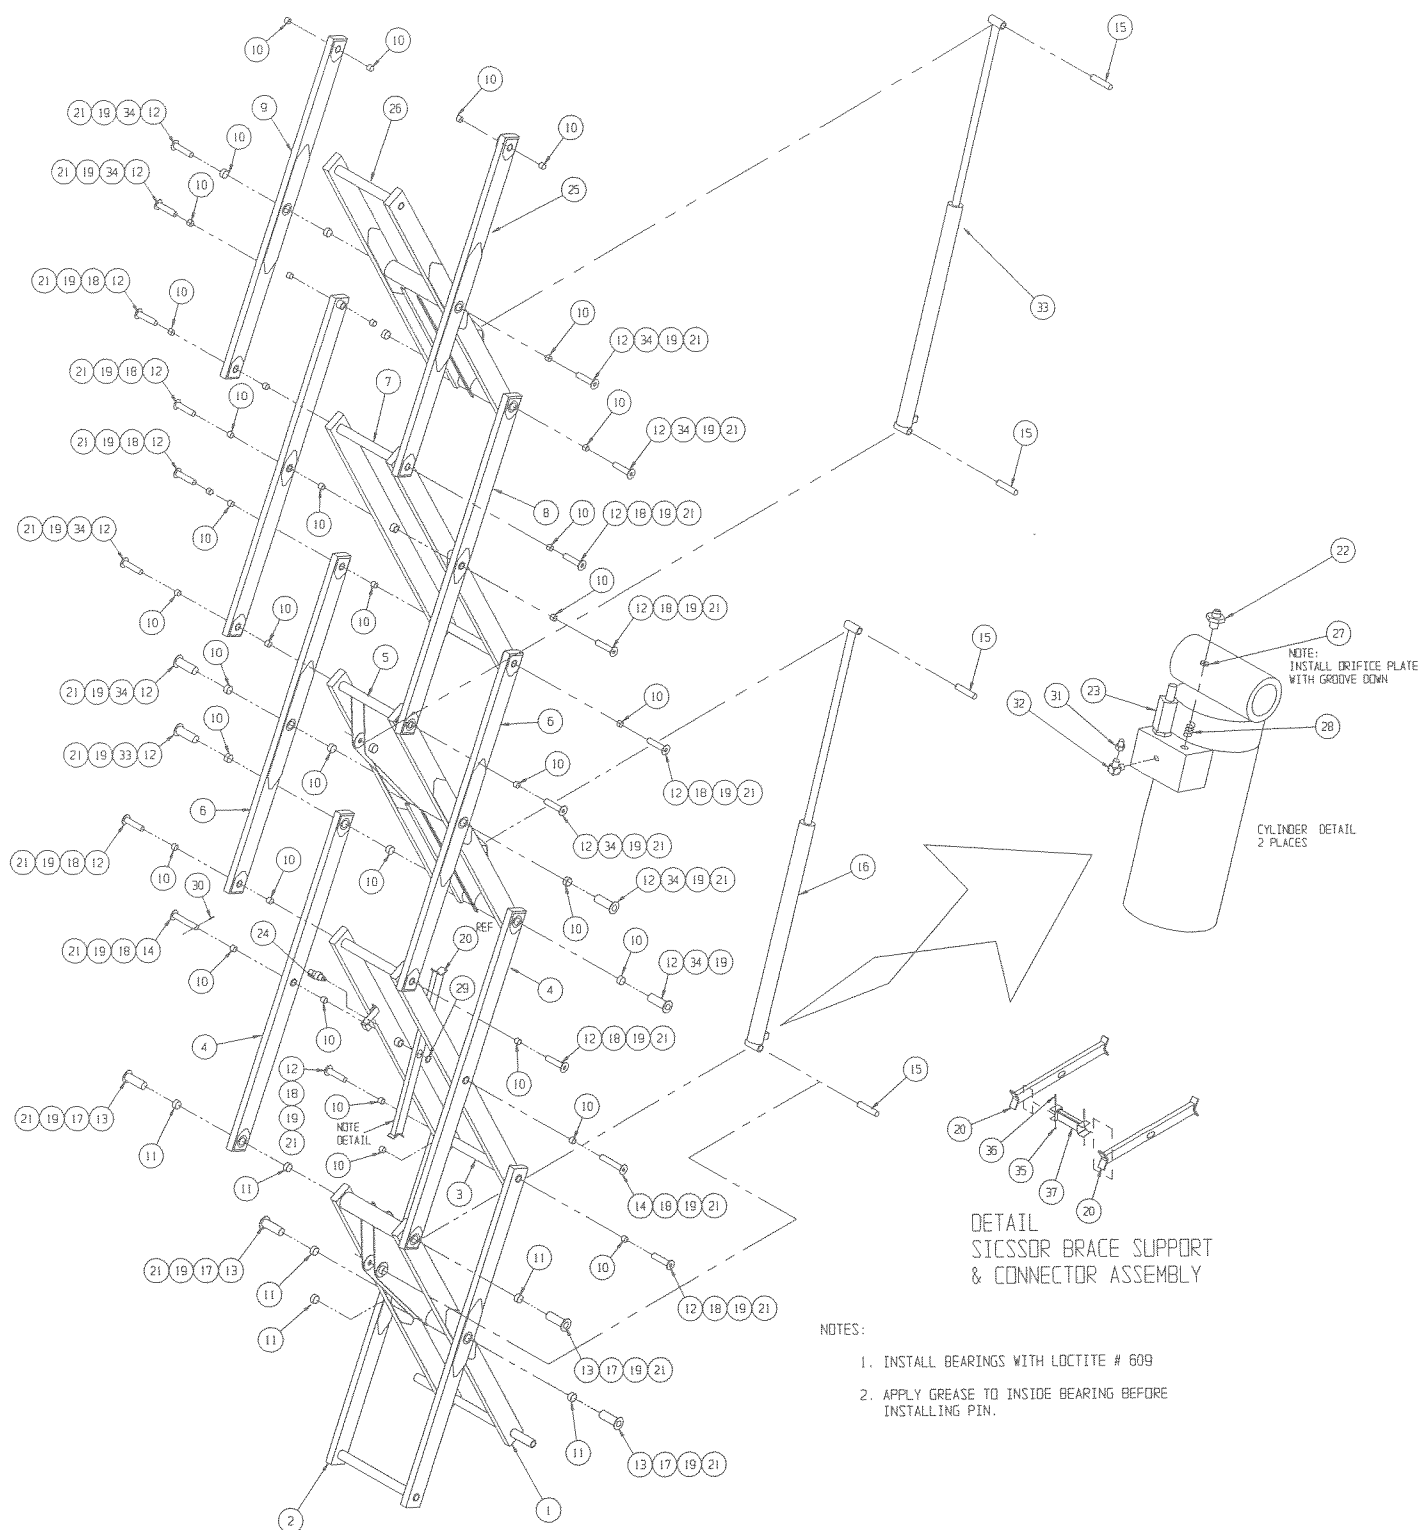 10
10
15
10
9
26
21 19 34 12
10
10
25
21 19 34 12
10
21 19 18 12
10
33
10
12 34 19 21
21 19 18 12
7
10
10
12 34 19 21
15
21 19 18 12
10
10
8
10
12 18 19 21
21 19 34 12
22
10
12 18 19 21
10
10
10
27
NOTE:
INSTALL ORIFICE PLATE
WITH GROOVE DOWN
5
10
15
21 19 34 12
10
6
23
31
32
28
10
21 19 33 12
10
10
12 18 19 21
6
CYLINDER DETAIL
2 PLACES
12 34 19 21
21 19 18 12
10
10
10
12 34 19 21
16
30
10
24
20 REF
10
21 19 18 14
10
12 34 19
29
4
10
4
12
18
19
21
12 18 19 21
10
15
21 19 17 13
11
10
NOTE
DETAIL
10
10
20
36
35
37
20
11
3
14 18 19 21
DETAIL
SICSSOR BRACE SUPPORT
& CONNECTOR ASSEMBLY
10
21 19 17 13
11
11
12 18 19 21
11
NOTES:
13 17 19 21
1. INSTALL BEARINGS WITH LOCTITE # 609
2. APPLY GREASE TO INSIDE BEARING BEFORE
INSTALLING PIN.
11
13 17 19 21
2
1